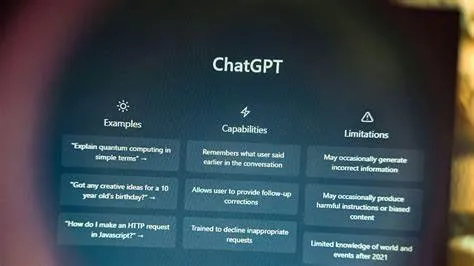 ChatGPT
Examples
"Explain quantum computing in
simple terms" →
"Got any creative ideas for a 10
year old's birthday?" →
"How do I make an HTTP request
in Javascript?" →
Capabilities
Remembers what user said
earlier in the conversation
Allows user to provide follow-up
corrections
Trained to decline inappropriate
requests
Limitations
May occasionally generate
incorrect information
May occasionally produce
harmful instructions or biased
content
Limited knowledge of world and
events after 2021